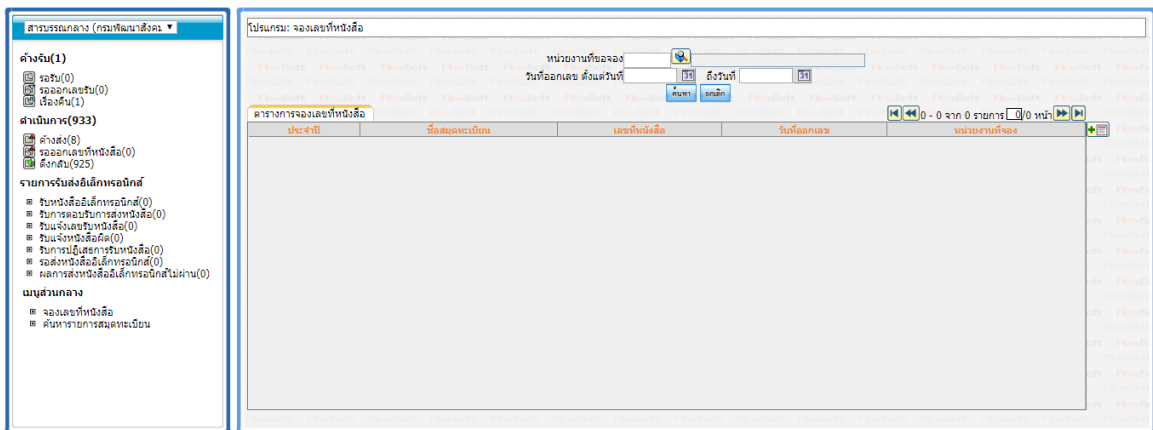 สารบรรณกลาง (กรมพัฒนาสังคม ▼
ค้างรับ(1)
รอรับ(0)
รอออกเลขรับ(0)
เรื่องคืน(1)
ดำเนินการ(933)
ค้างส่ง(8)
รอออกเลขที่หนังสือ(0)
ดึงกลับ(925)
รายการรับส่งอิเล็กทรอนิกส์
รับหนังสืออิเล็กทรอนิกส์(0)
รับการตอบรับการส่งหนังสือ(0)
รับแจ้งเลขรับหนังสือ(0)
รับแจ้งหนังสือผิด(0)
รับการปฏิเสธการรับหนังสือ(0)
รอส่งหนังสืออิเล็กทรอนิกส์(0)
ผลการส่งหนังสืออิเล็กทรอนิกส์ไม่ผ่าน(0)
เมนูส่วนกลาง
จองเลขที่หนังสือ
ค้นหารายการสมุดทะเบียน
โปรแกรม: จองเลขที่หนังสือ
หน่วยงานที่ขอจอง
วันที่ออกเลข ตั้งแต่วันที่ ถึงวันที่
ค้นหา ยกเลิก
ตารางการจองเลขที่หนังสือ 0 - 0 จาก 0 รายการ 0/0 หน้า
ประจำปี ชื่อสมุดทะเบียน เลขที่หนังสือ วันที่ออกเลข หน่วยงานที่จอง